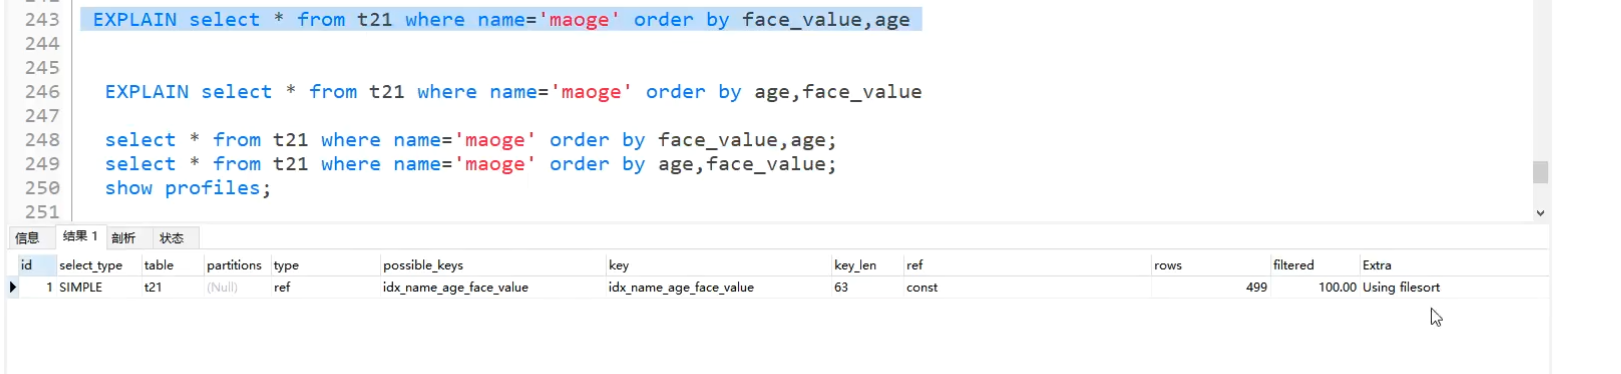 243 EXPLAIN select * from t21 where name='maoge' order by face_value,age
244
245
246 EXPLAIN select * from t21 where name='maoge' order by age,face_value
247
248 select * from t21 where name='maoge' order by face_value,age;
249 select * from t21 where name='maoge' order by age,face_value;
250 show profiles;
251
信息 结果 1 剖析 状态
id select_type table partitions type possible_keys key key_len ref rows filtered Extra
1 SIMPLE t21 (Null) ref idx_name_age_face_value idx_name_age_face_value 63 const 499 100.00 Using filesort